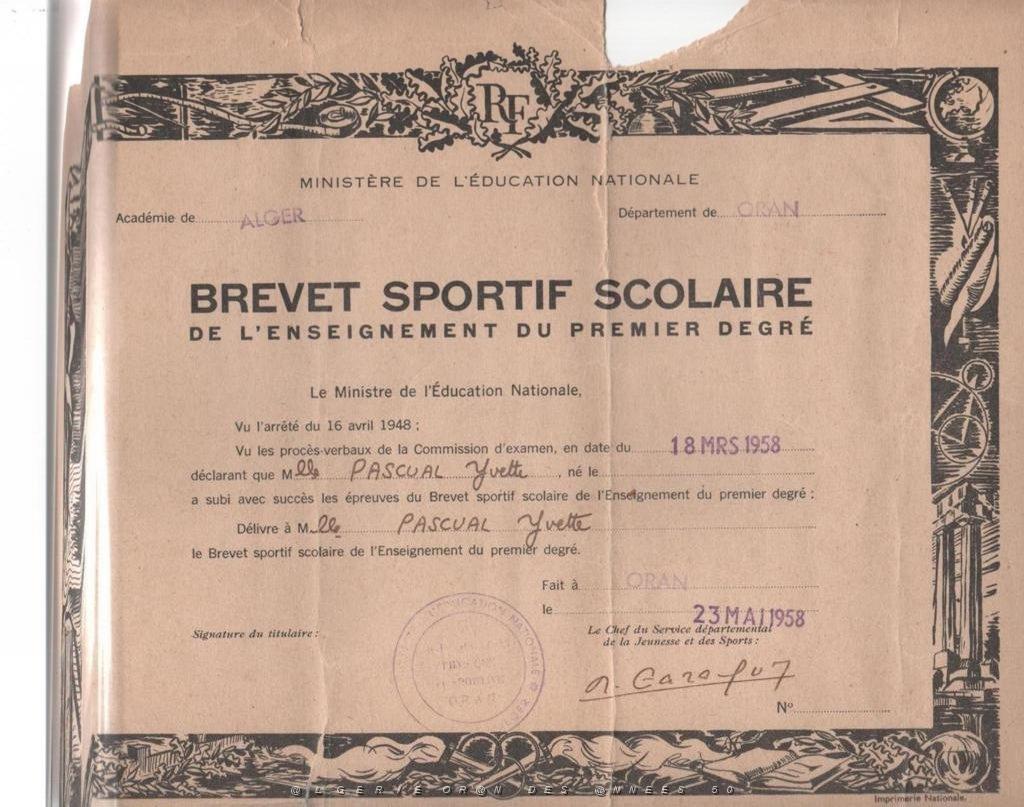 RF
MINISTÈRE DE L'ÉDUCATION NATIONALE
Académie de ALGER Département de ORAN
BREVET SPORTIF SCOLAIRE
DE L'ENSEIGNEMENT DU PREMIER DEGRÉ
Le Ministre de l'Éducation Nationale,
Vu l'arrêté du 16 avril 1948 ;
Vu les procès-verbaux de la Commission d'examen, en date du 18 MRS 1958
déclarant que Mlle PASCUAL Yvette, né le
a subi avec succès les épreuves du Brevet sportif scolaire de l'Enseignement du premier degré ;
Délivre à Mlle PASCUAL Yvette
le Brevet sportif scolaire de l'Enseignement du premier degré.
Fait à ORAN
le 23 MAI 1958
Signature du titulaire :
Le Chef du Service départemental
de la Jeunesse et des Sports :
EDUCATION NATIONALE
ORAN
Nº
@LGERIE OR@N DES @NNEES 50
Imprimerie Nationale.